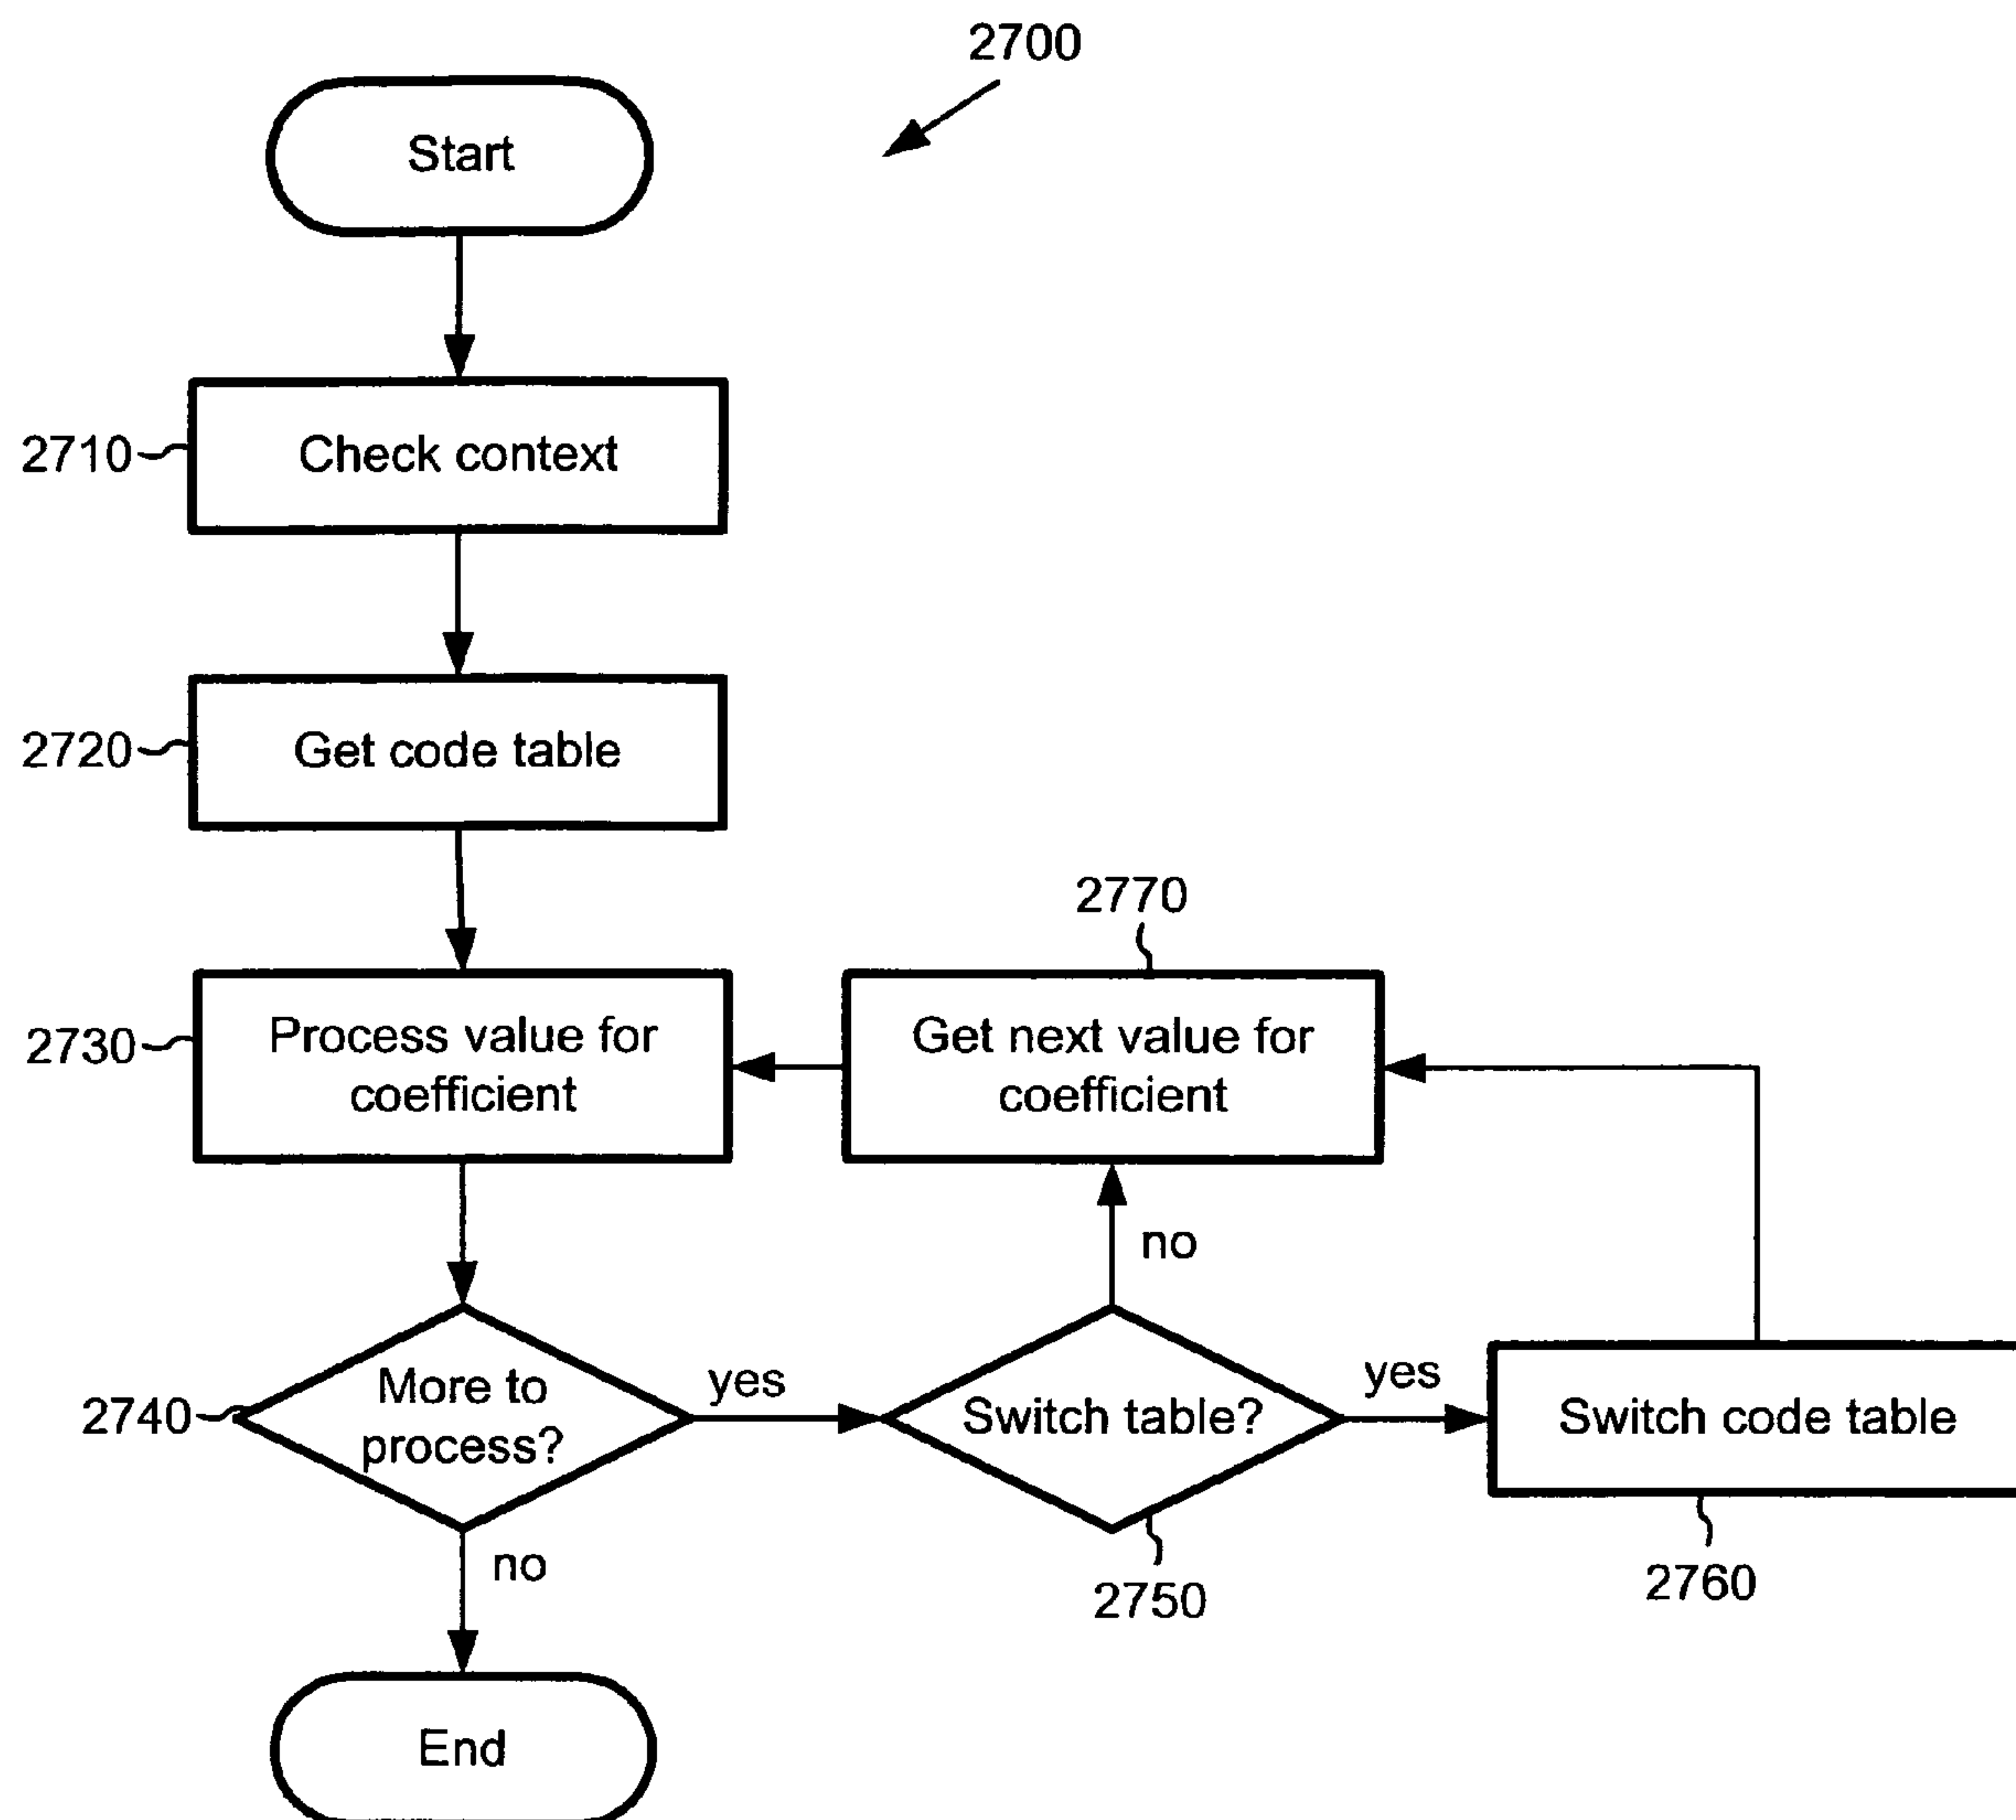 2700
Start
2710
Check context
2720
Get code table
2770
2730
Process value for
coefficient
Get next value for
coefficient
no
2740
More to
process?
yes
Switch table?
yes
Switch code table
no
2750
2760
End